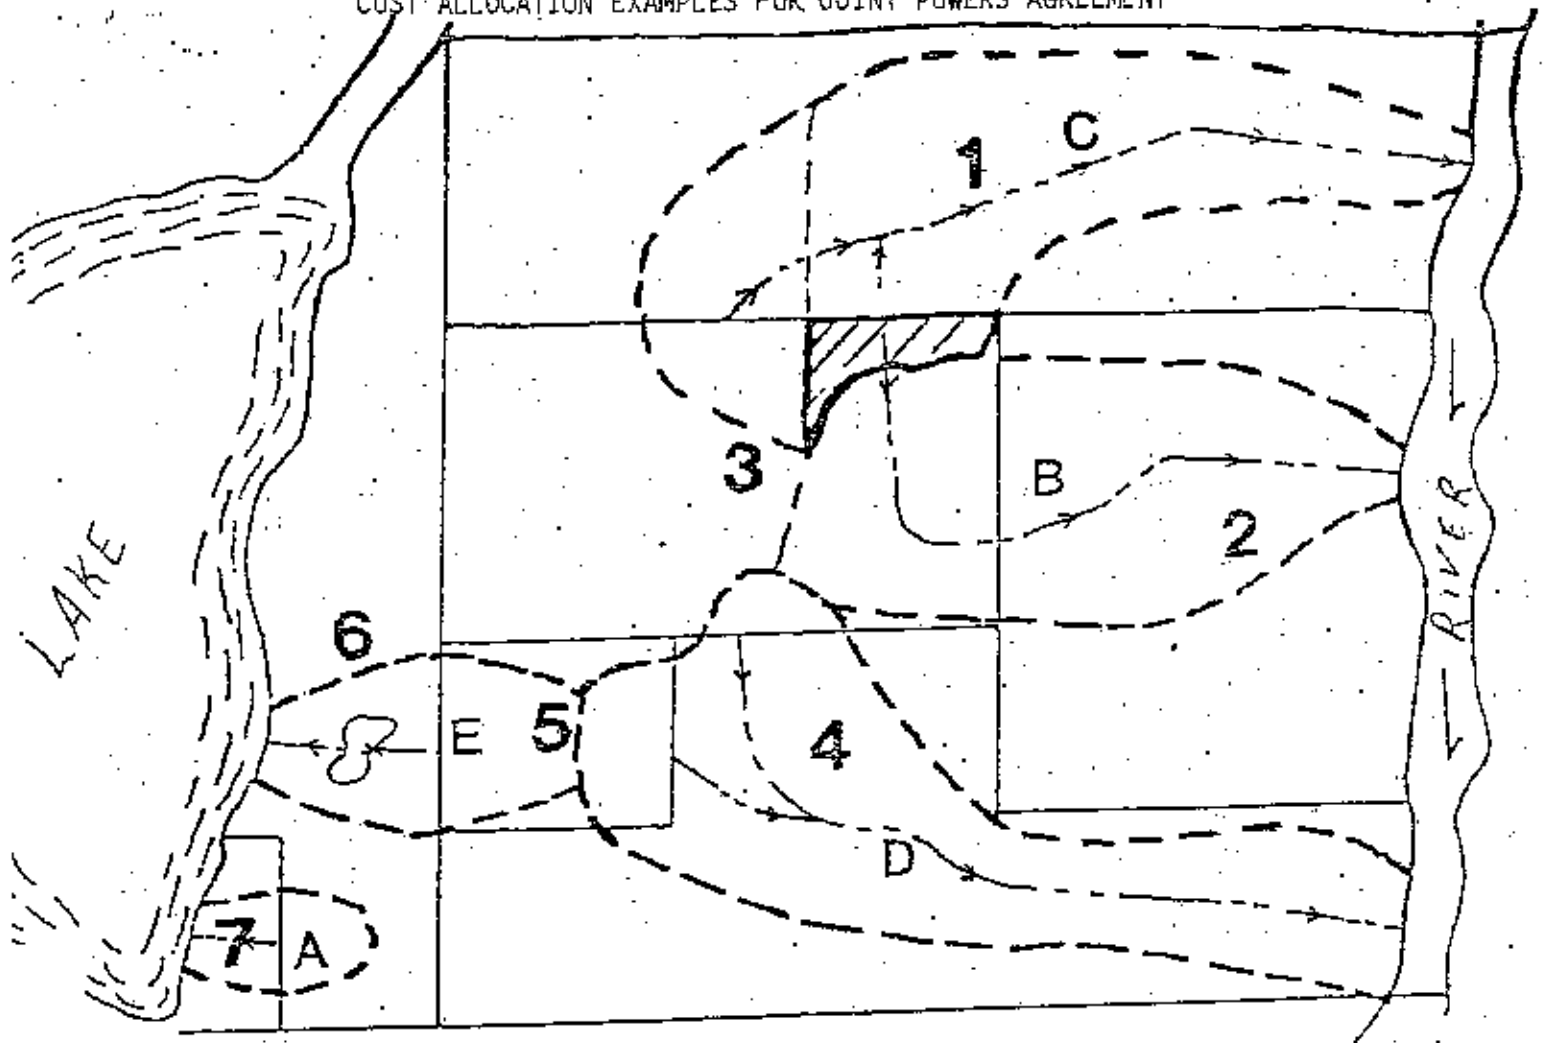 COST ALLOCATION EXAMPLES FOR JOINT POWERS AGREEMENT
1
C
3
B
2
LAKE
RIVER
6
E
5
4
D
7
A